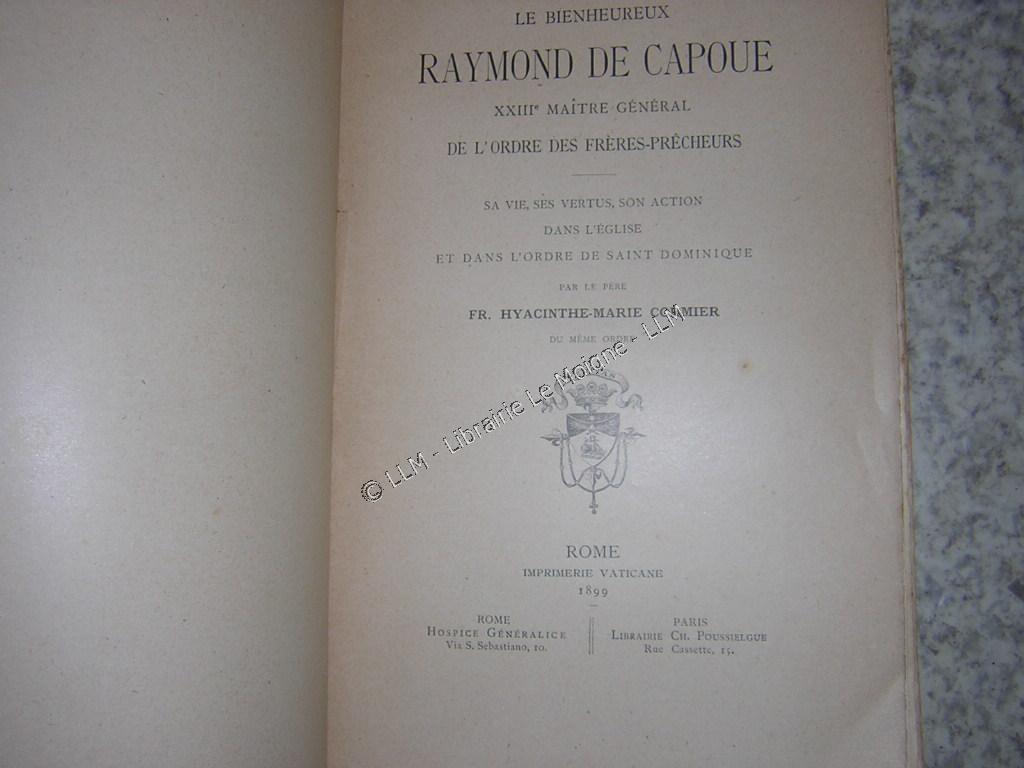 LE BIENHEUREUX
RAYMOND DE CAPOUE
XXIIIe MAÎTRE GÉNÉRAL
DE L'ORDRE DES FRÈRES-PRÊCHEURS
SA VIE, SES VERTUS, SON ACTION
DANS L'ÉGLISE
ET DANS L'ORDRE DE SAINT DOMINIQUE
PAR LE PÈRE
FR. HYACINTHE-MARIE CORMIER
DU MÊME ORDRE
© LLM - Librairie Le Moigne - LLM
ROME
IMPRIMERIE VATICANE
1899
ROME
HOSPICE GÉNÉRALICE
Via S. Sebastiano, 10.
PARIS
LIBRAIRIE CH. POUSSIELGUE
Rue Cassette, 15.